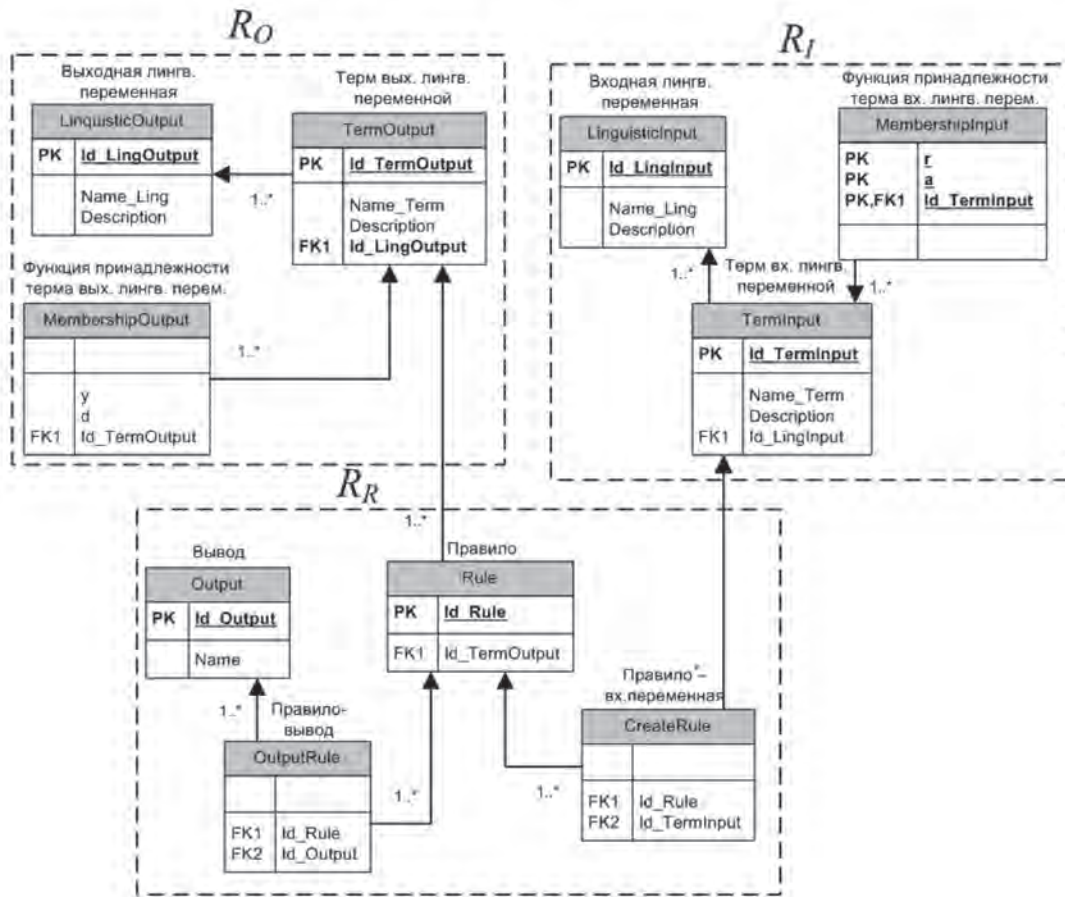 R_O
Выходная лингв.
переменная
LinquisticOutput
PK Id_LingOutput
Name_Ling
Description
Терм вых. лингв.
переменной
TermOutput
PK Id_TermOutput
Name_Term
Description
FK1 Id_LingOutput
1..*
Функция принадлежности
терма вых. лингв. перем.
MembershipOutput
y
d
FK1 Id_TermOutput
1..*
R_I
Входная лингв.
переменная
LinguisticInput
PK Id_LingInput
Name_Ling
Description
Функция принадлежности
терма вх. лингв. перем.
MembershipInput
PK r
PK a
PK,FK1 Id_TermInput
1..*
Терм вх. лингв.
переменной
1..*
TermInput
PK Id_TermInput
Name_Term
Description
FK1 Id_LingInput
R_R
1..*
Вывод
Output
PK Id_Output
Name
Правило
Rule
PK Id_Rule
FK1 Id_TermOutput
1..*
Правило-
вывод
OutputRule
FK1 Id_Rule
FK2 Id_Output
1..*
Правило –
вх.переменная
CreateRule
FK1 Id_Rule
FK2 Id_TermInput
1..*